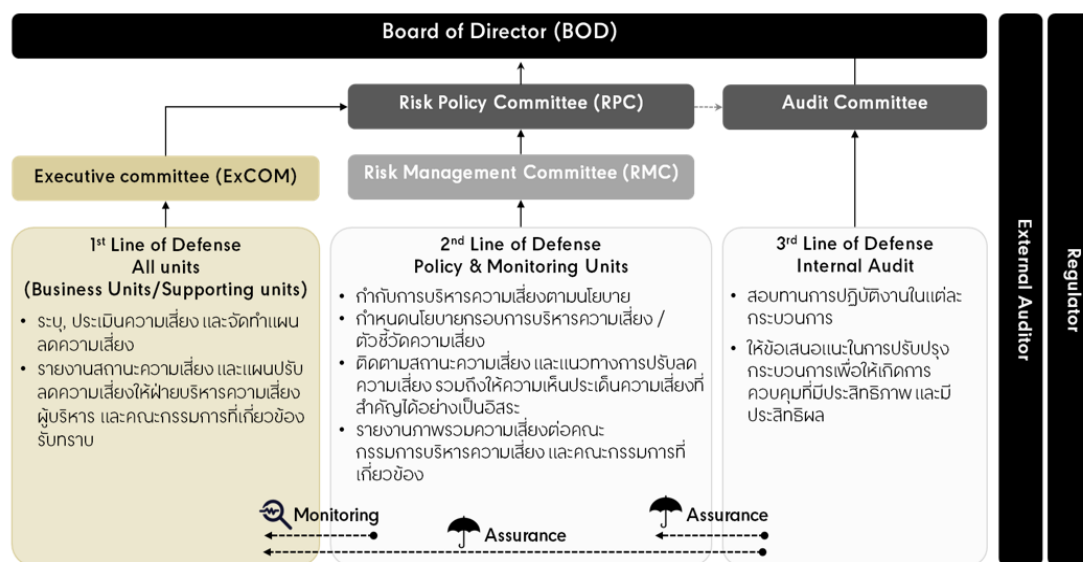 Board of Director (BOD)
Risk Policy Committee (RPC)
Audit Committee
Executive committee (ExCOM)
Risk Management Committee (RMC)
1st Line of Defense
All units
(Business Units/Supporting units)
• ระบุ, ประเมินความเสี่ยง และจัดทำแผน
ลดความเสี่ยง
• รายงานสถานะความเสี่ยง และแผนปรับ
ลดความเสี่ยงให้ฝ่ายบริหารความเสี่ยง
ผู้บริหาร และคณะกรรมการที่เกี่ยวข้อง
รับทราบ
2nd Line of Defense
Policy & Monitoring Units
• กำกับการบริหารความเสี่ยงตามนโยบาย
• กำหนดนโยบายกรอบการบริหารความเสี่ยง /
ตัวชี้วัดความเสี่ยง
• ติดตามสถานะความเสี่ยง และแนวทางการปรับลด
ความเสี่ยง รวมถึงให้ความเห็นประเด็นความเสี่ยงที่
สำคัญได้อย่างเป็นอิสระ
• รายงานภาพรวมความเสี่ยงต่อคณะ
กรรมการบริหารความเสี่ยง และคณะกรรมการที่
เกี่ยวข้อง
3rd Line of Defense
Internal Audit
• สอบทานการปฏิบัติงานในแต่ละ
กระบวนการ
• ให้ข้อเสนอแนะในการปรับปรุง
กระบวนการเพื่อให้เกิดการ
ควบคุมที่มีประสิทธิภาพ และมี
ประสิทธิผล
Monitoring
Assurance
Assurance
External Auditor
Regulator